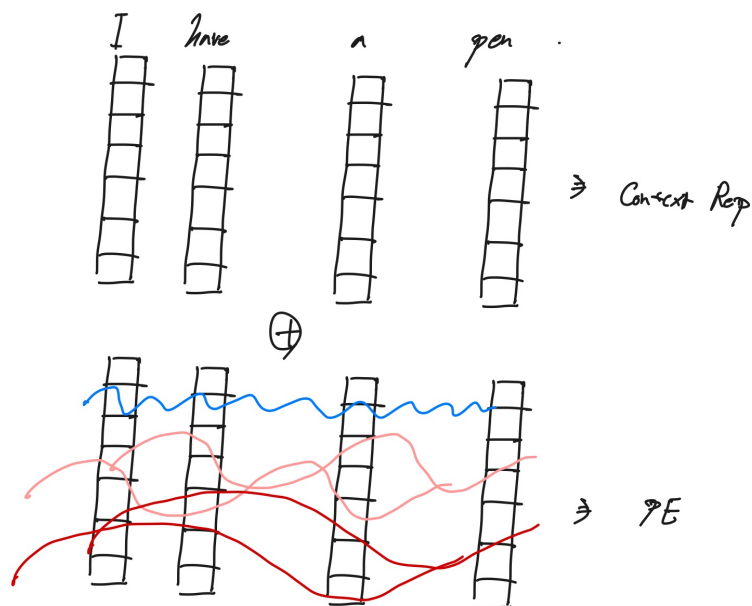 I have a pen .
⇒ Context Rep
⊕
⇒ PE